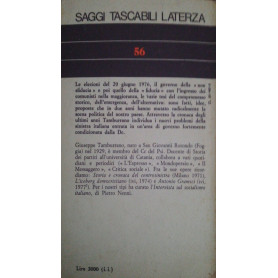 SAGGI TASCABILI LATERZA
56
Le elezioni del 20 giugno 1976, il governo delle « non
sfiducie » e poi quello della « fiducia » con l'ingresso dei
comunisti nella maggioranza, le varie tesi del compromesso
storico, dell'emergenza, dell'alternativa: sono fatti, idee,
proposte che in due anni hanno mutato radicalmente la
scena politica del nostro paese. Attraverso la cronaca degli
ultimi anni Tamburrano individua i nuovi problemi della
sinistra italiana entrata in un'area di governo fortemente
condizionata dalla Dc.
Giuseppe Tamburrano, nato a San Giovanni Rotondo (Fog-
gia) nel 1929, è membro del Cc del Psi. Docente di Storia
dei partiti all'università di Catania, collabora a vari quoti-
diani e periodici (« L'Espresso », « Mondoperaio », « Il
Messaggero », « Critica sociale »). Fra le sue opere ricor-
diamo: Storia e cronaca del centrosinistra (Milano 1971),
L'iceberg democristiano (ivi, 1974) e Antonio Gramsci (ivi,
1977). Per i nostri tipi ha curato l'Intervista sul socialismo
italiano, di Pietro Nenni.
Lire 3000 (i.i.)